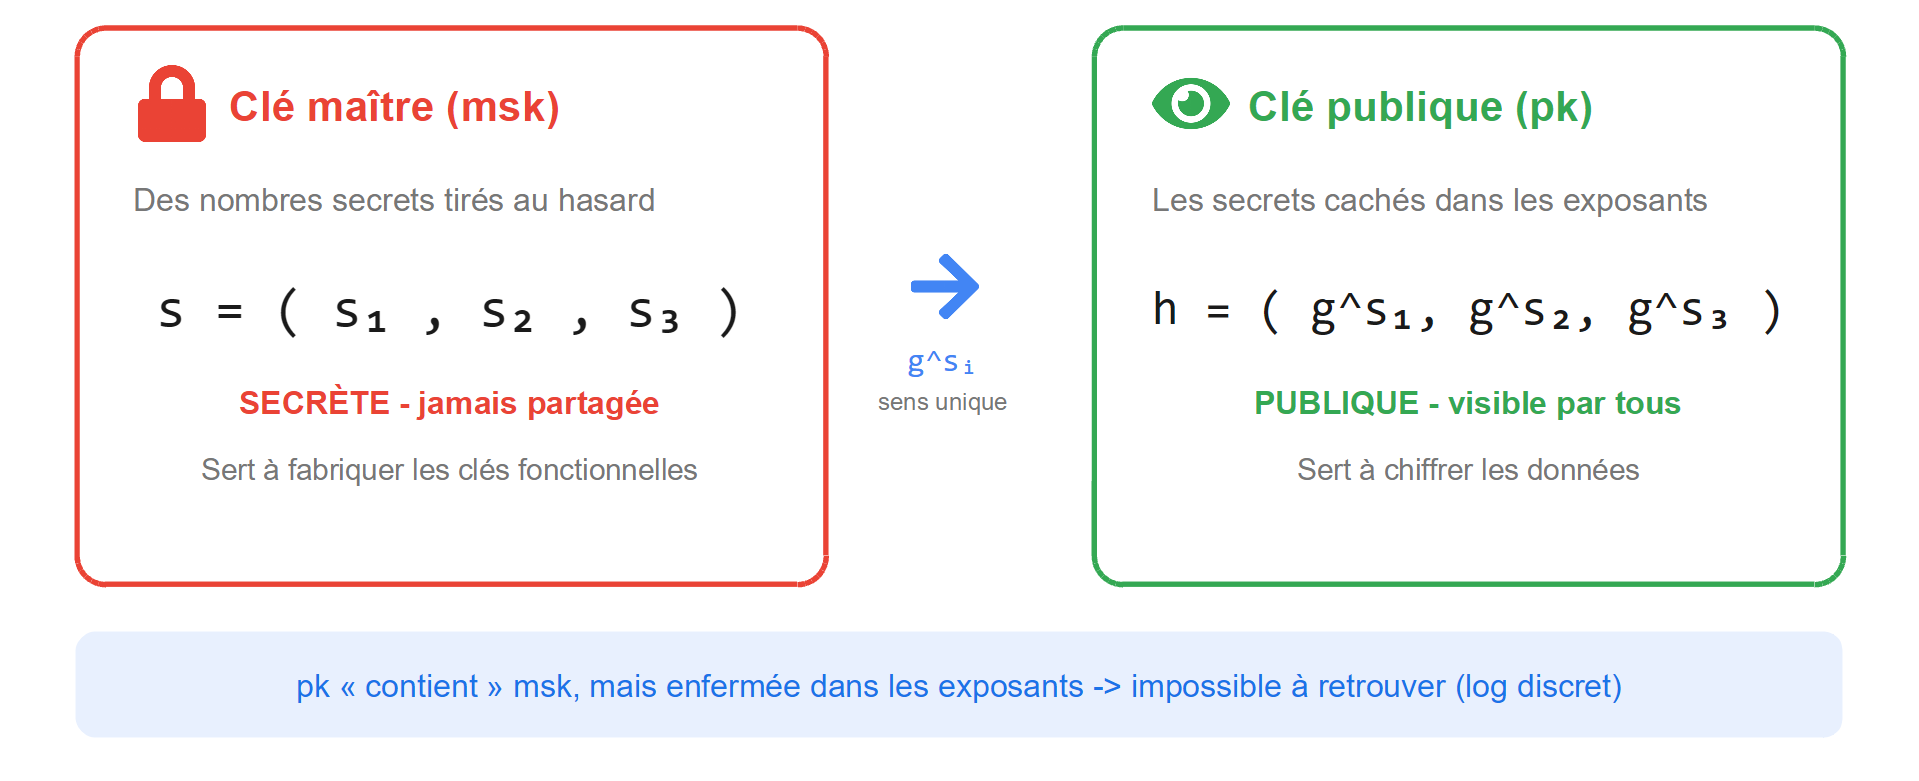 Clé maître (msk)
Des nombres secrets tirés au hasard
s = ( s₁ , s₂ , s₃ )
SECRÈTE - jamais partagée
Sert à fabriquer les clés fonctionnelles
g^sᵢ
sens unique
Clé publique (pk)
Les secrets cachés dans les exposants
h = ( g^s₁, g^s₂, g^s₃ )
PUBLIQUE - visible par tous
Sert à chiffrer les données
pk « contient » msk, mais enfermée dans les exposants -> impossible à retrouver (log discret)